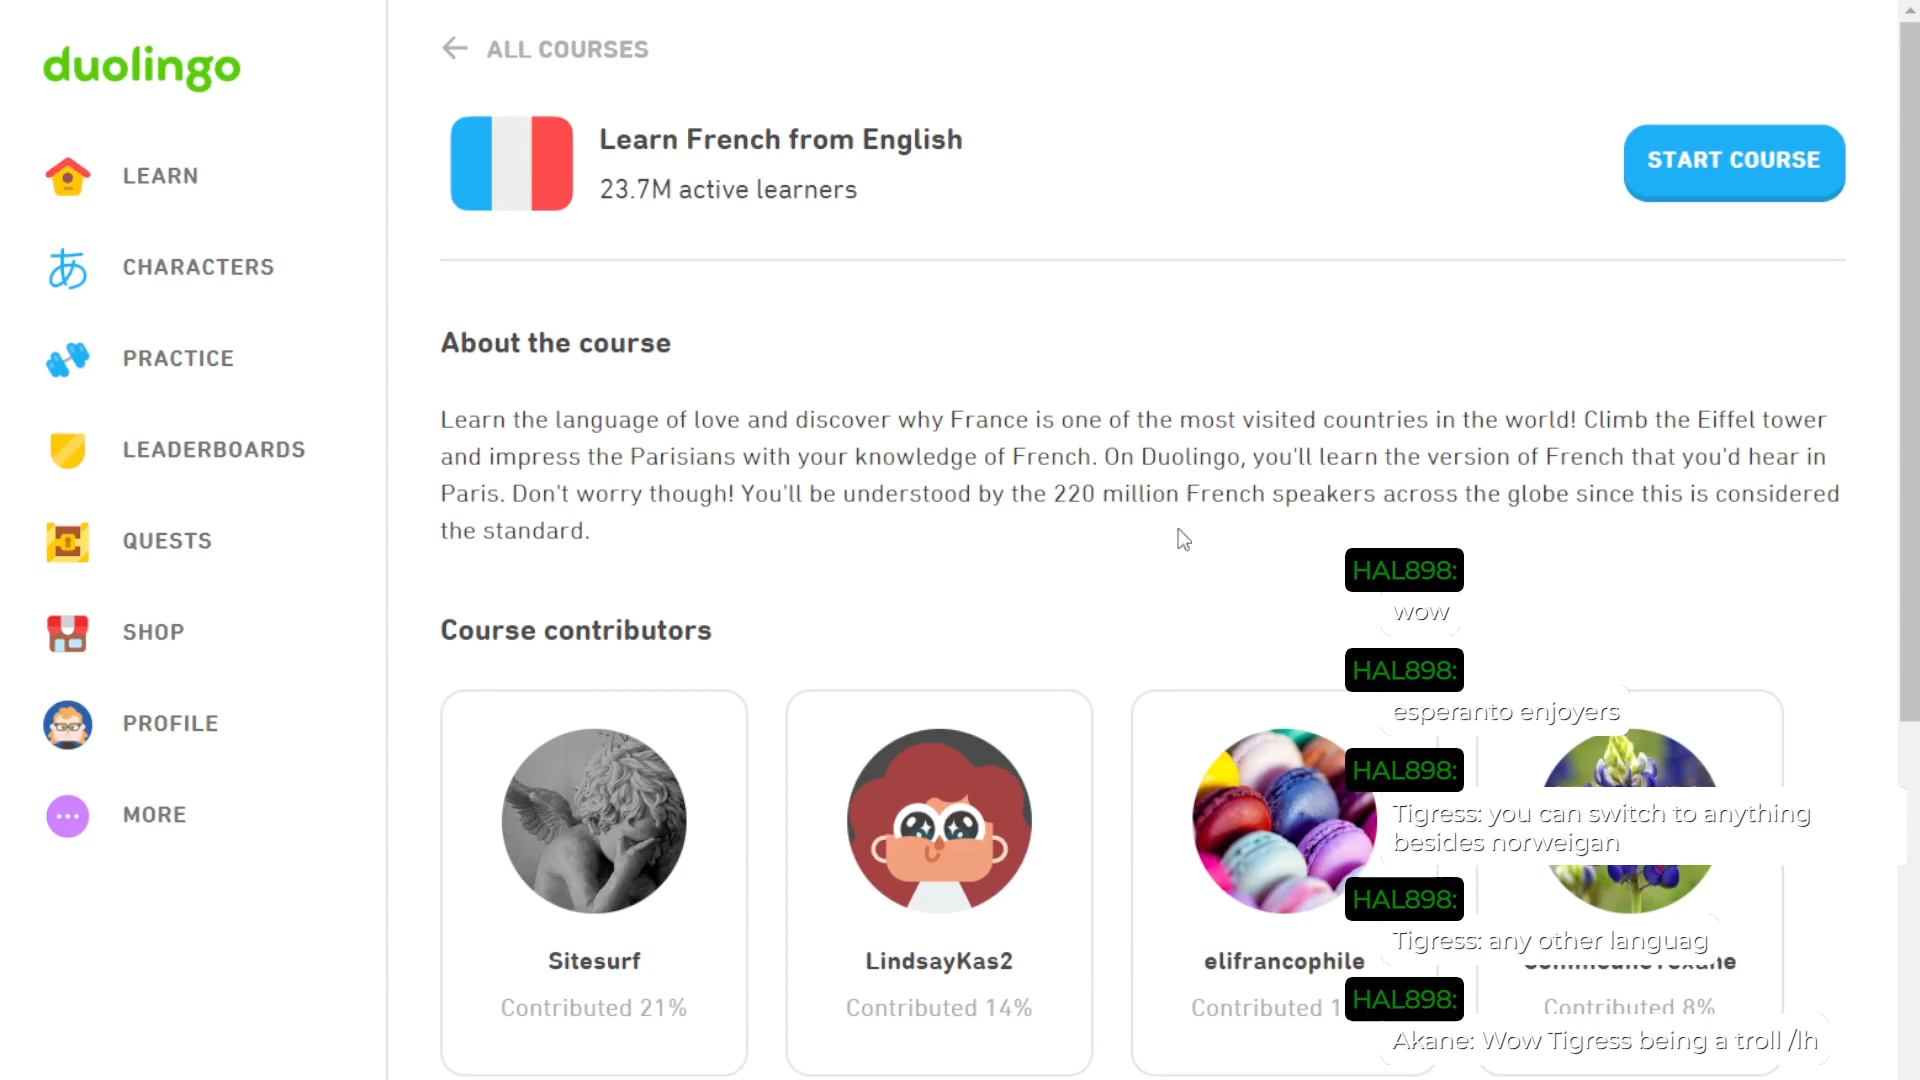 duolingo
LEARN
CHARACTERS
PRACTICE
LEADERBOARDS
QUESTS
SHOP
PROFILE
MORE
ALL COURSES
Learn French from English
23.7M active learners
START COURSE
About the course
Learn the language of love and discover why France is one of the most visited countries in the world! Climb the Eiffel tower
and impress the Parisians with your knowledge of French. On Duolingo, you'll learn the version of French that you'd hear in
Paris. Don't worry though! You'll be understood by the 220 million French speakers across the globe since this is considered
the standard.
Course contributors
Sitesurf
Contributed 21%
LindsayKas2
Contributed 14%
elifrancophile
Contributed 1
Contributed 8%
HAL898:
wow
HAL898:
esperanto enjoyers
HAL898:
Tigress: you can switch to anything
besides norweigan
HAL898:
Tigress: any other languag
HAL898:
Akane: Wow Tigress being a troll /lh